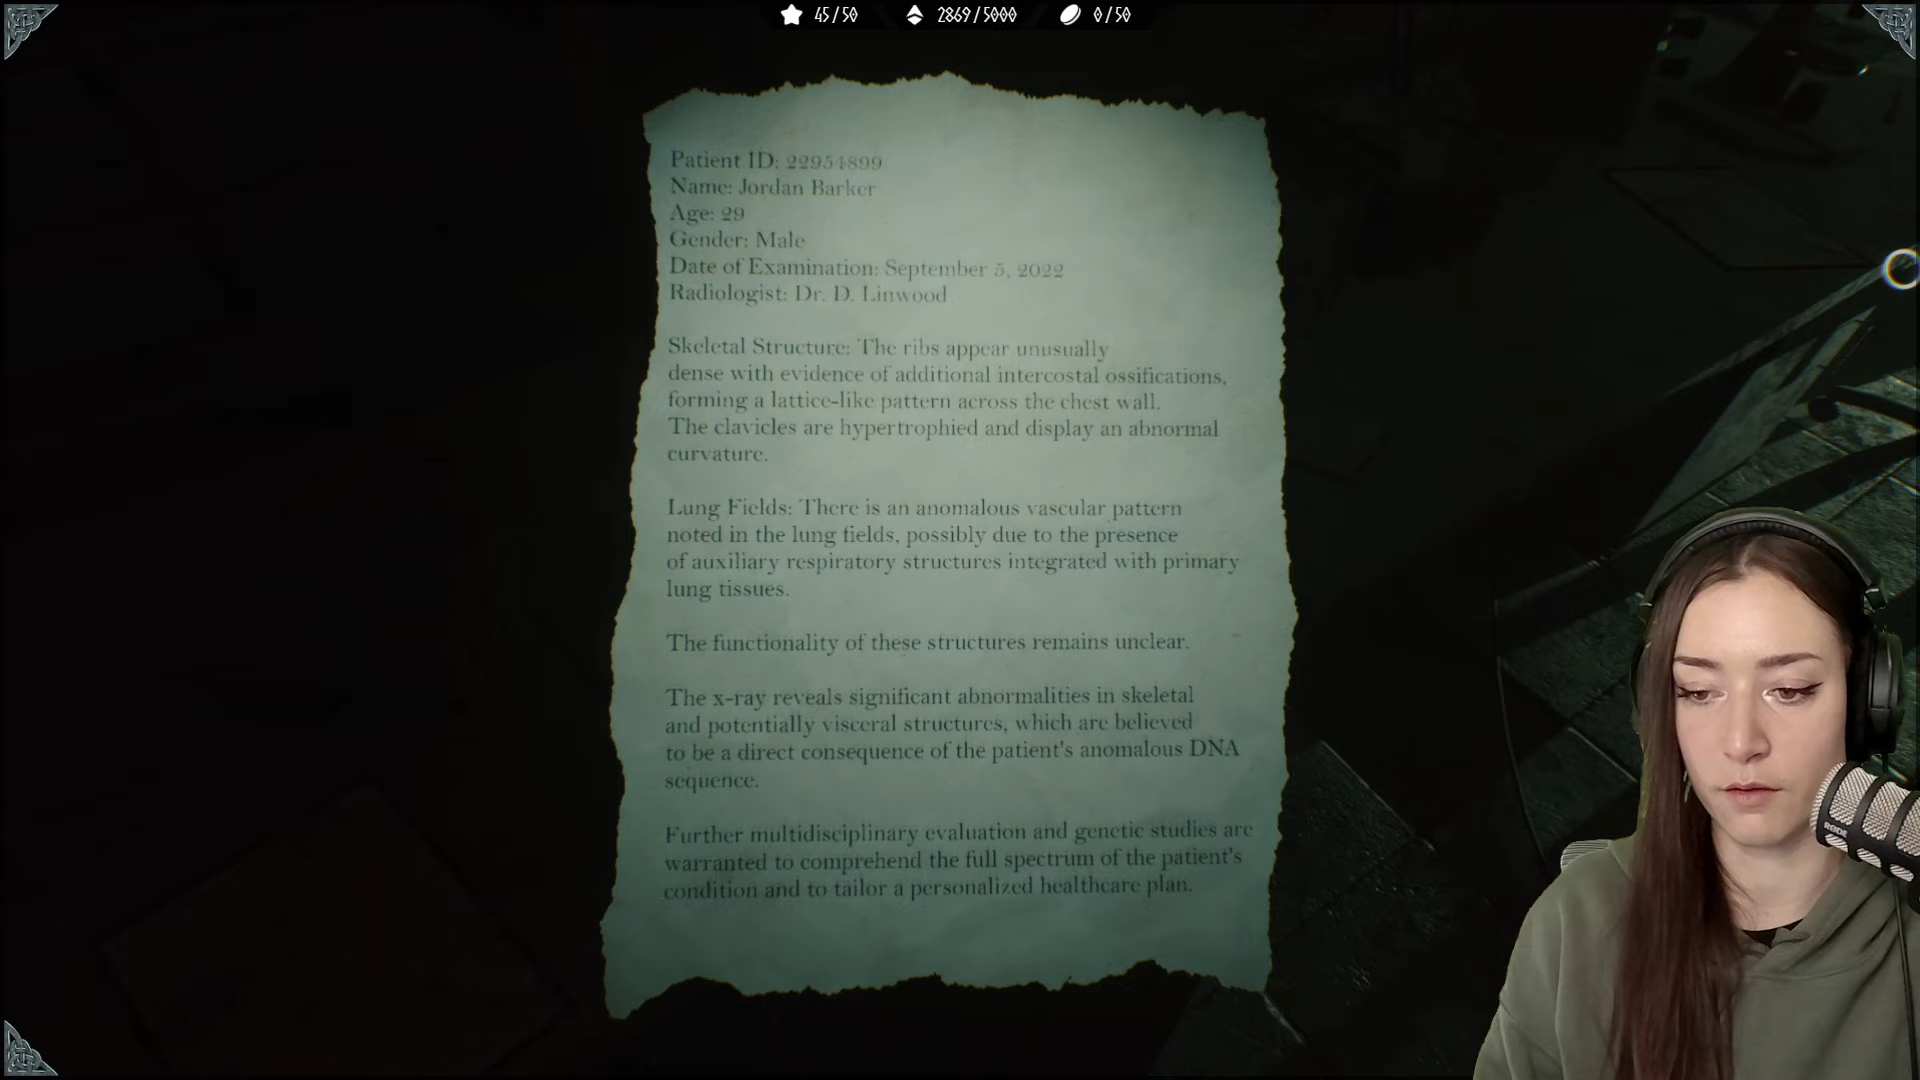 45/50 2869/5000 0/50
Patient ID: 22954899
Name: Jordan Barker
Age: 29
Gender: Male
Date of Examination: September 5, 2022
Radiologist: Dr. D. Linwood
Skeletal Structure: The ribs appear unusually
dense with evidence of additional intercostal ossifications,
forming a lattice-like pattern across the chest wall.
The clavicles are hypertrophied and display an abnormal
curvature.
Lung Fields: There is an anomalous vascular pattern
noted in the lung fields, possibly due to the presence
of auxiliary respiratory structures integrated with primary
lung tissues.
The functionality of these structures remains unclear.
The x-ray reveals significant abnormalities in skeletal
and potentially visceral structures, which are believed
to be a direct consequence of the patient's anomalous DNA
sequence.
Further multidisciplinary evaluation and genetic studies are
warranted to comprehend the full spectrum of the patient's
condition and to tailor a personalized healthcare plan.
RODE